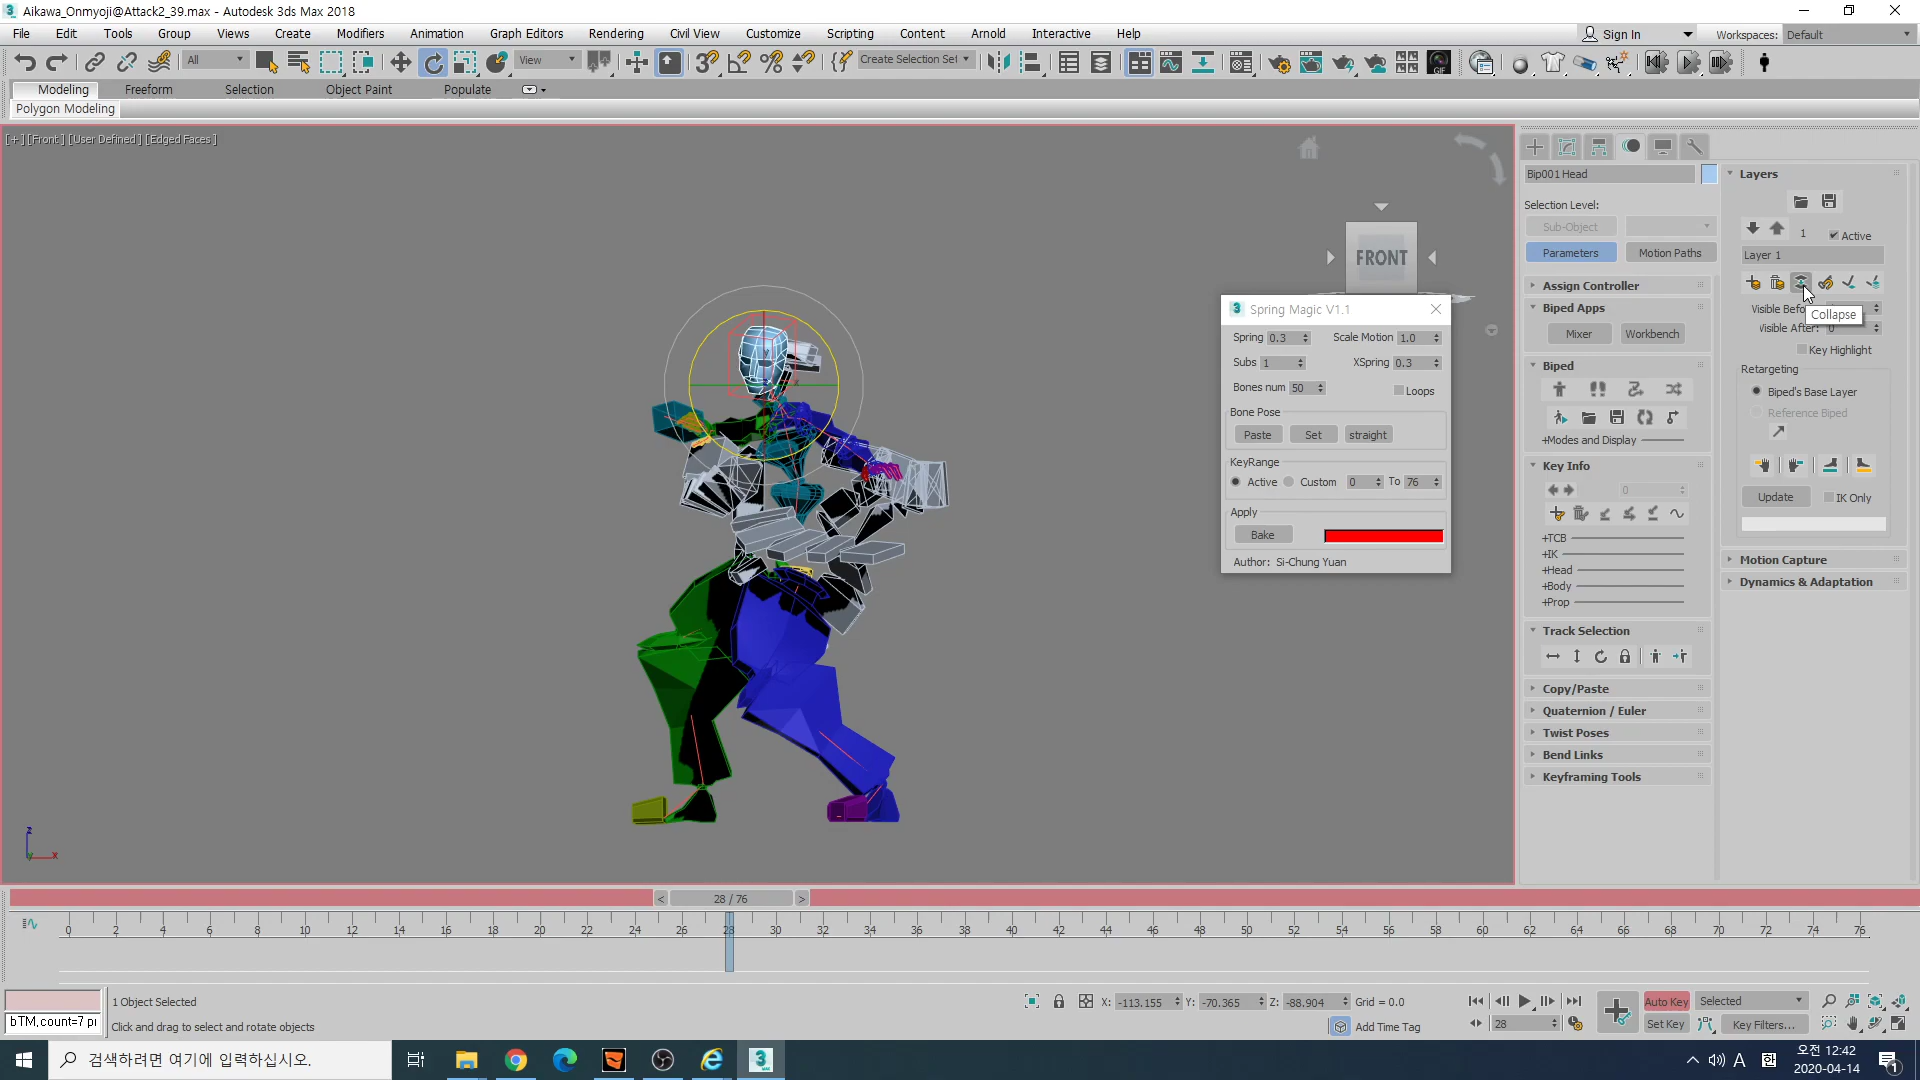 Aikawa_Onmyoji@Attack2_39.max - Autodesk 3ds Max 2018
File Edit Tools Group Views Create Modifiers Animation Graph Editors Rendering Civil View Customize Scripting Content Arnold Interactive Help
Sign In Workspaces: Default
All View Create Selection Set
Modeling Freeform Selection Object Paint Populate
Polygon Modeling
[+] [Front] [User Defined] [Edged Faces]
FRONT
Spring Magic V1.1
Spring 0.3 Scale Motion 1.0
Subs 1 XSpring 0.3
Bones num 50 Loops
Bone Pose
Paste Set straight
KeyRange
Active Custom 0 To 76
Apply
Bake
Author: Si-Chung Yuan
Bip001 Head
Selection Level:
Sub-Object
Parameters Motion Paths
Assign Controller
Biped Apps
Mixer Workbench
Biped
+Modes and Display
Key Info
0
+TCB
+IK
+Head
+Body
+Prop
Track Selection
Copy/Paste
Quaternion / Euler
Twist Poses
Bend Links
Keyframing Tools
Layers
1 Active
Layer 1
Visible Befo
Collapse
Visible After: 0
Key Highlight
Retargeting
Biped's Base Layer
Reference Biped
Update IK Only
Motion Capture
Dynamics & Adaptation
< 28 / 76 >
0 2 4 6 8 10 12 14 16 18 20 22 24 26 28 30 32 34 36 38 40 42 44 46 48 50 52 54 56 58 60 62 64 66 68 70 72 74 76
1 Object Selected
X: -113.155 Y: -70.365 Z: -88.904 Grid = 0.0
Auto Key Selected
bTM.count=7 pi
Click and drag to select and rotate objects
Add Time Tag
28
Set Key Key Filters...
검색하려면 여기에 입력하십시오.
A 한
오전 12:42
2020-04-14
1